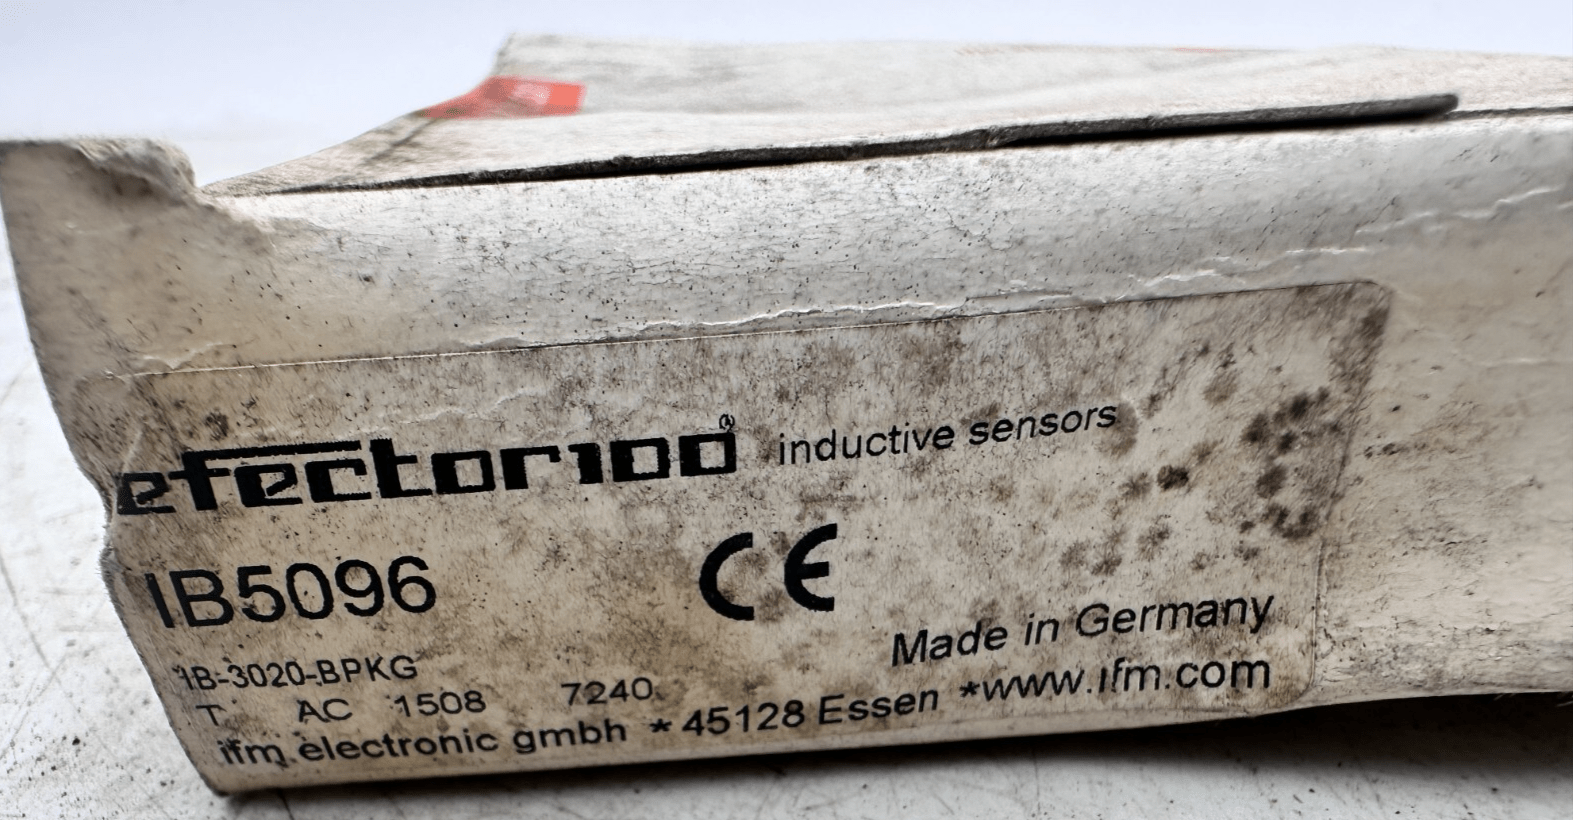 efector100® inductive sensors
IB5096
CE
Made in Germany
IB-3020-BPKG
T AC 1508 7240
ifm electronic gmbh * 45128 Essen *www.ifm.com